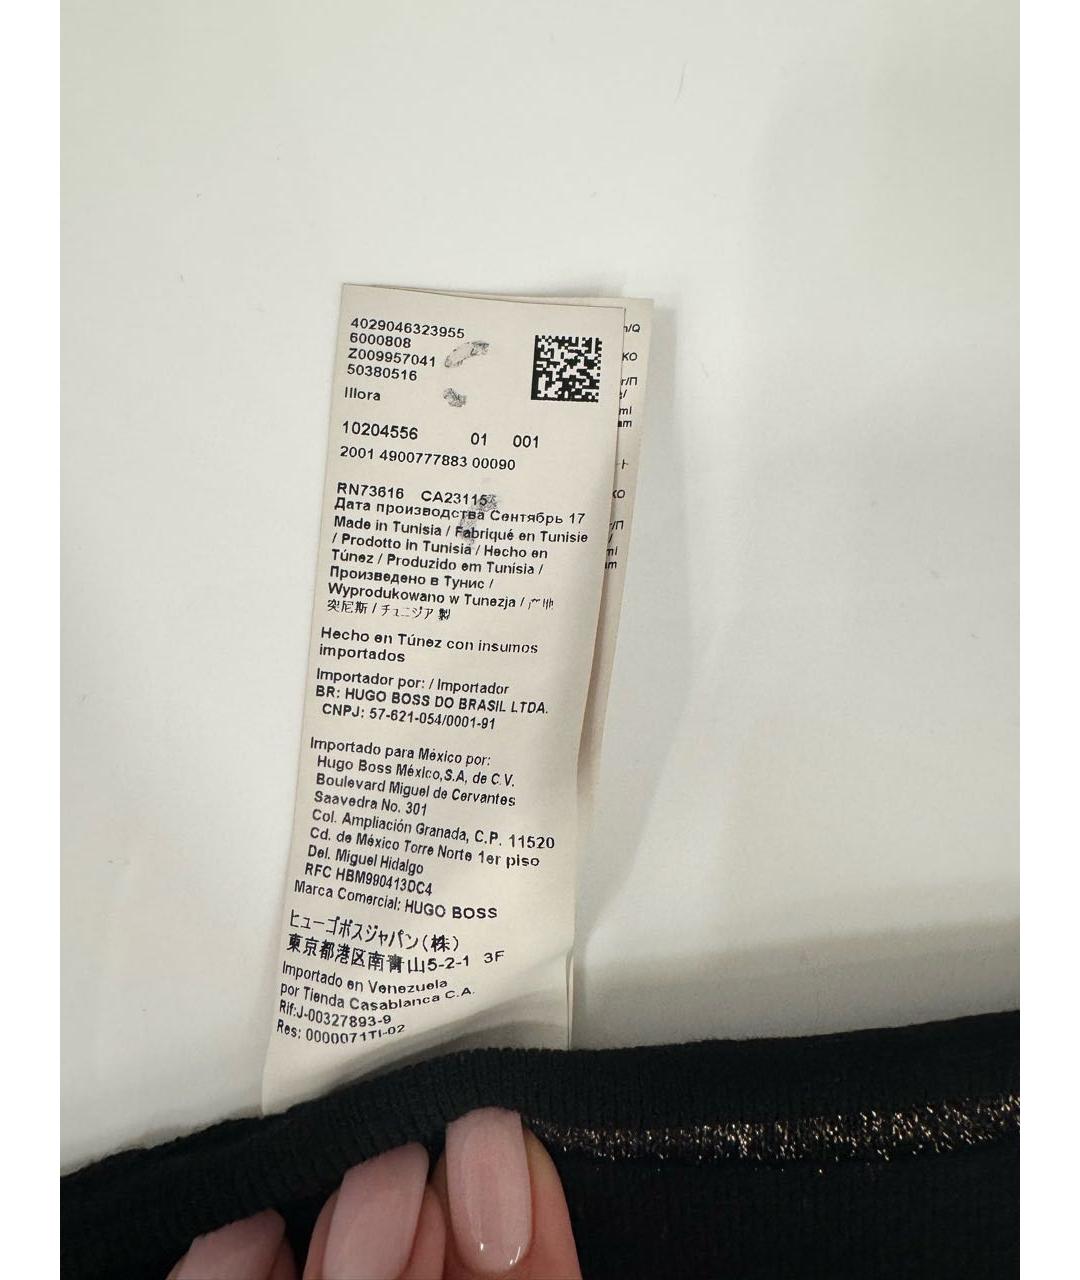 4029046323955
6000808
Z009957041
50380516
Illora
10204556 01 001
2001 4900777883 00090
RN73616 CA23115
Дата производства Сентябрь 17
Made in Tunisia / Fabriqué en Tunisie
/ Prodotto in Tunisia / Hecho en
Túnez / Produzido em Tunísia /
Произведено в Тунис /
Wyprodukowano w Tunezja / 产地
突尼斯 / チュニジア 製
Hecho en Túnez con insumos
importados
Importador por: / Importador
BR: HUGO BOSS DO BRASIL LTDA.
CNPJ: 57-621-054/0001-91
Importado para México por:
Hugo Boss México,S.A, de C.V.
Boulevard Miguel de Cervantes
Saavedra No. 301
Col. Ampliación Granada, C.P. 11520
Cd. de México Torre Norte 1er piso
Del. Miguel Hidalgo
RFC HBM990413DC4
Marca Comercial: HUGO BOSS
ヒューゴボスジャパン(株)
東京都港区南青山5-2-1 3F
Importado en Venezuela
por Tienda Casablanca C.A.
Rif:J-00327893-9
Res: 0000071TI-02